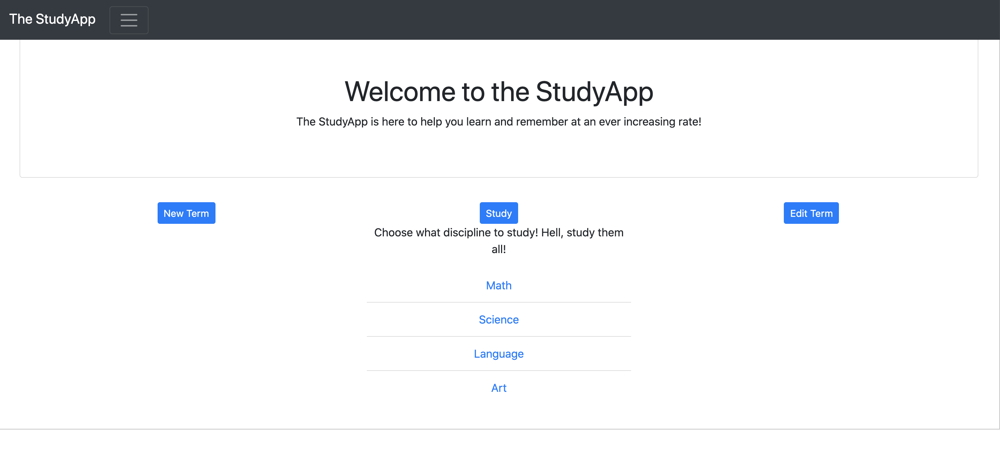 The StudyApp
Welcome to the StudyApp
The StudyApp is here to help you learn and remember at an ever increasing rate!
New Term
Study
Edit Term
Choose what discipline to study! Hell, study them
all!
Math
Science
Language
Art